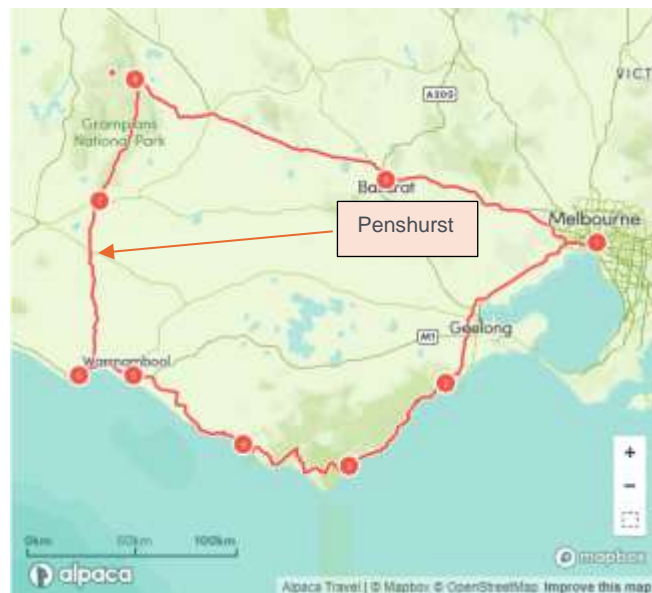 VICT
A300
Grampians
National Park
Ballarat
Melbourne
Penshurst
Geelong
M1
Warrnambool
0km 50km 100km
+
−
alpaca
mapbox
Alpaca Travel | © Mapbox © OpenStreetMap Improve this map